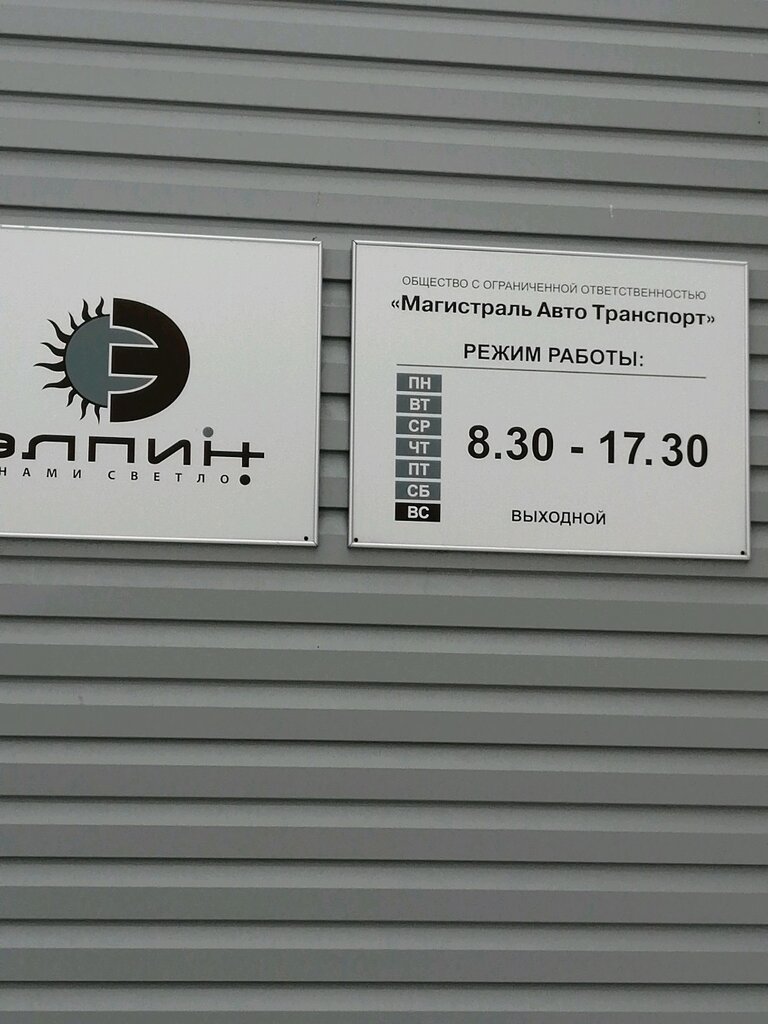 элпин
НАМИ СВЕТЛО
ОБЩЕСТВО С ОГРАНИЧЕННОЙ ОТВЕТСТВЕННОСТЬЮ
«Магистраль Авто Транспорт»
РЕЖИМ РАБОТЫ:
ПН
ВТ
СР
ЧТ
ПТ
СБ
8.30 - 17.30
ВС ВЫХОДНОЙ